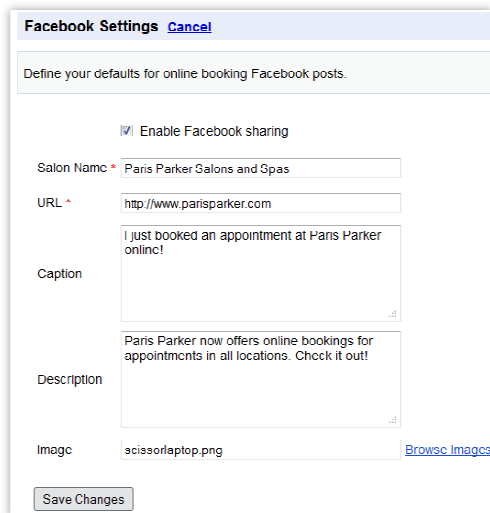 Facebook Settings Cancel
Define your defaults for online booking Facebook posts.
Enable Facebook sharing
Salon Name * Paris Parker Salons and Spas
URL * http://www.parisparker.com
Caption
I just booked an appointment at Paris Parker
online!
Description
Paris Parker now offers online bookings for
appointments in all locations. Check it out!
Image scissorlaptop.png Browse Images
Save Changes